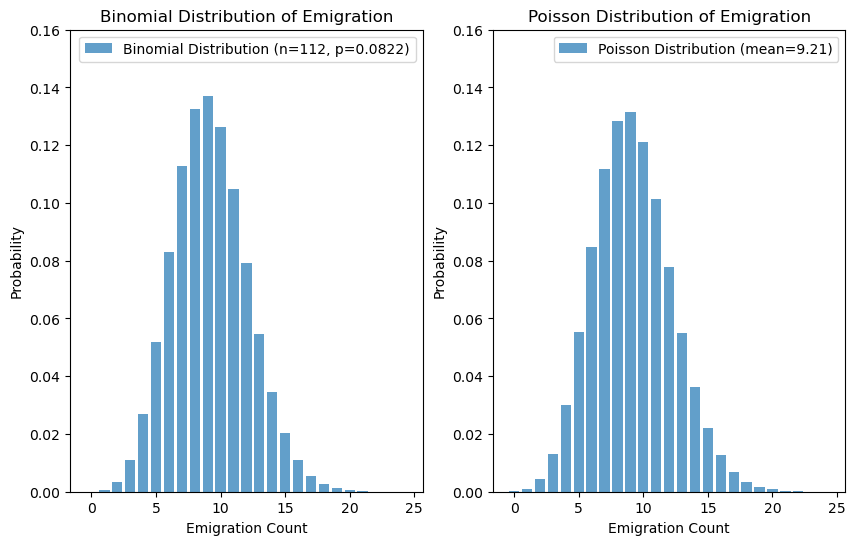 Binomial Distribution of Emigration
Binomial Distribution (n=112, p=0.0822)
0.16
0.14
0.12
0.10
0.08
0.06
0.04
0.02
0.00
Probability
0 5 10 15 20 25
Emigration Count
Poisson Distribution of Emigration
Poisson Distribution (mean=9.21)
0.16
0.14
0.12
0.10
0.08
0.06
0.04
0.02
0.00
Probability
0 5 10 15 20 25
Emigration Count